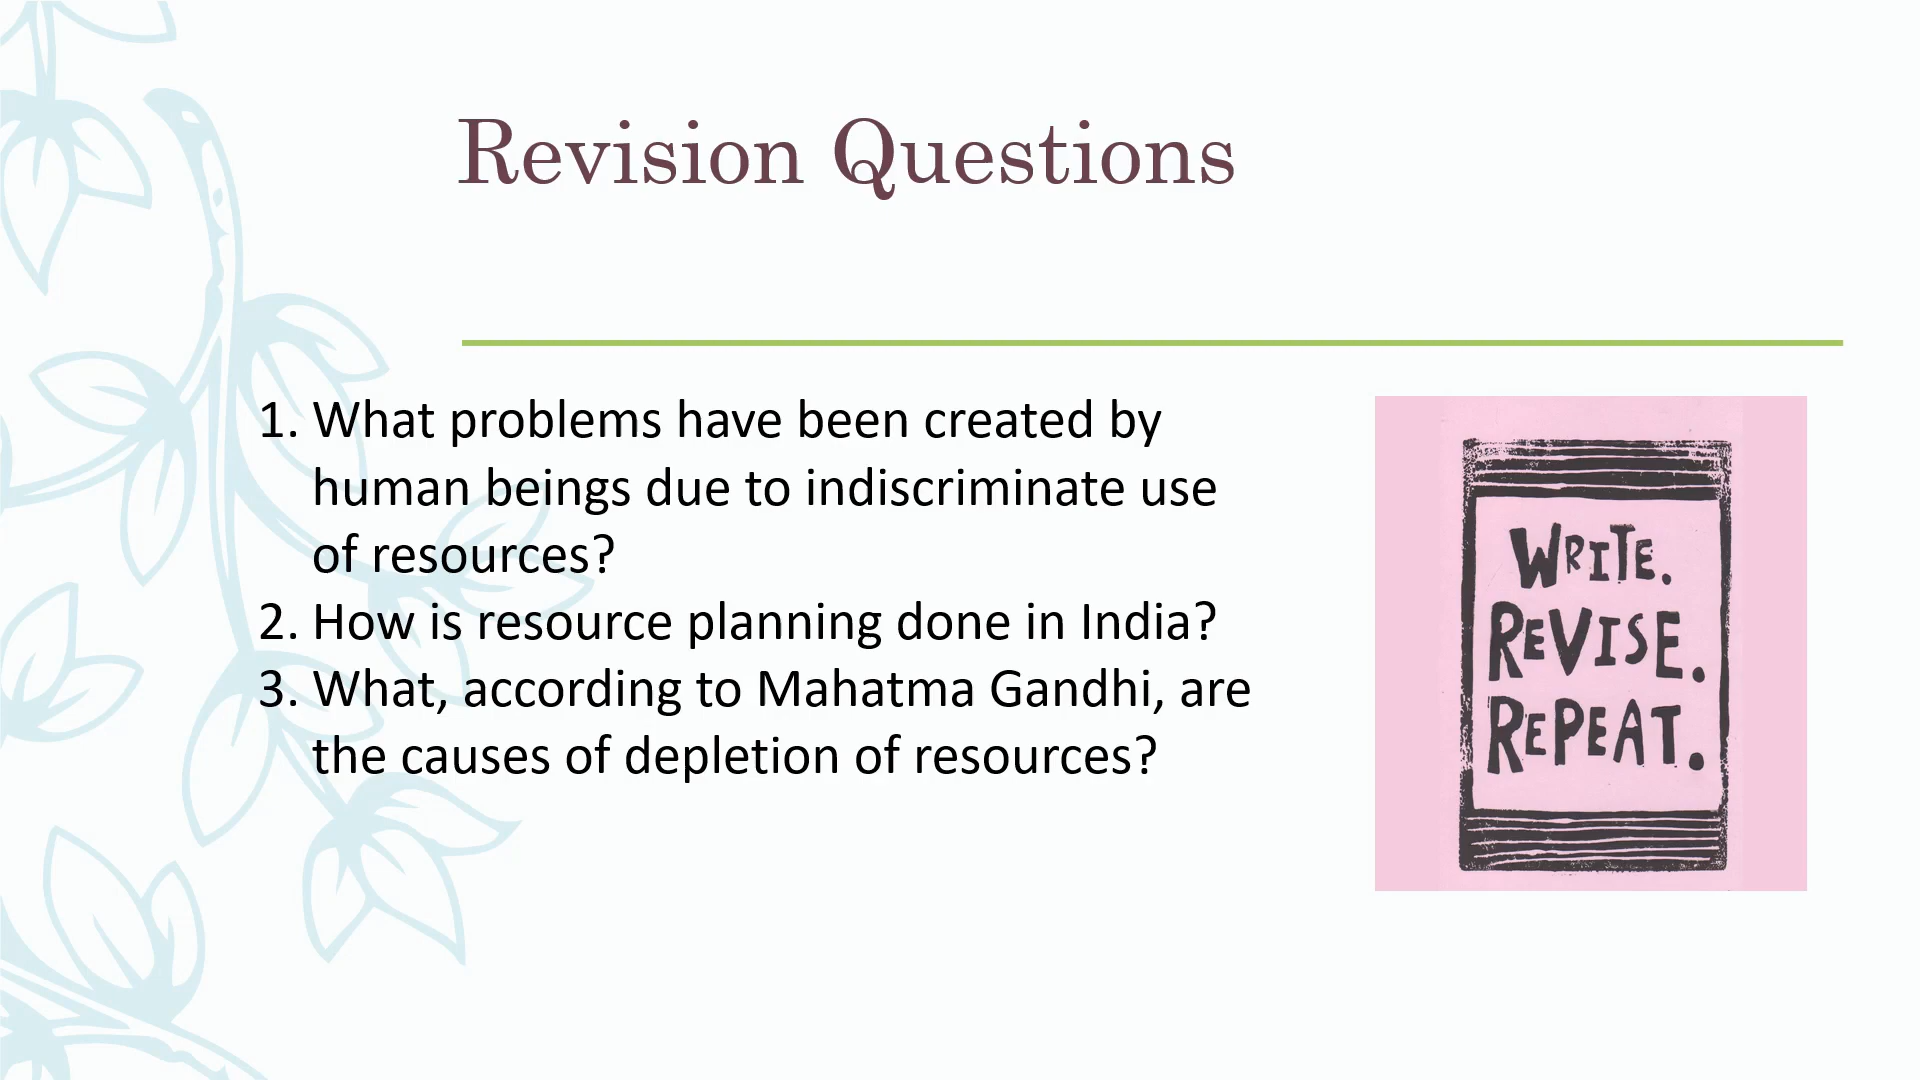 Revision Questions
1. What problems have been created by
human beings due to indiscriminate use
of resources?
2. How is resource planning done in India?
3. What, according to Mahatma Gandhi, are
the causes of depletion of resources?
WRITE.
REVISE.
REPEAT.